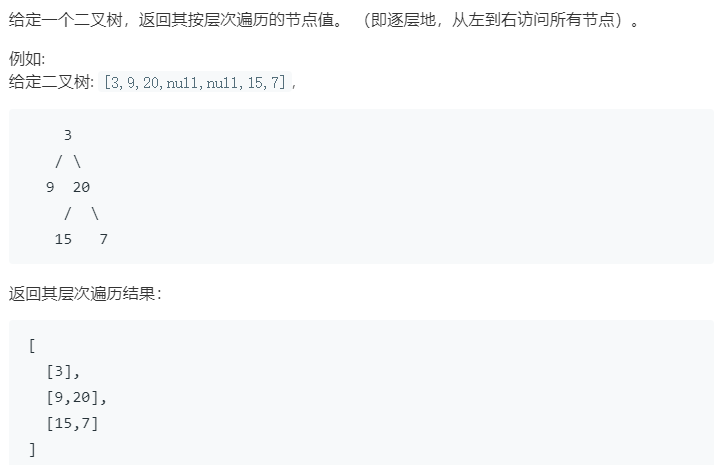 给定一个二叉树，返回其按层次遍历的节点值。 （即逐层地，从左到右访问所有节点）。
例如:
给定二叉树: [3,9,20,null,null,15,7],
3
/ \
9 20
/ \
15 7
返回其层次遍历结果：
[
[3],
[9,20],
[15,7]
]